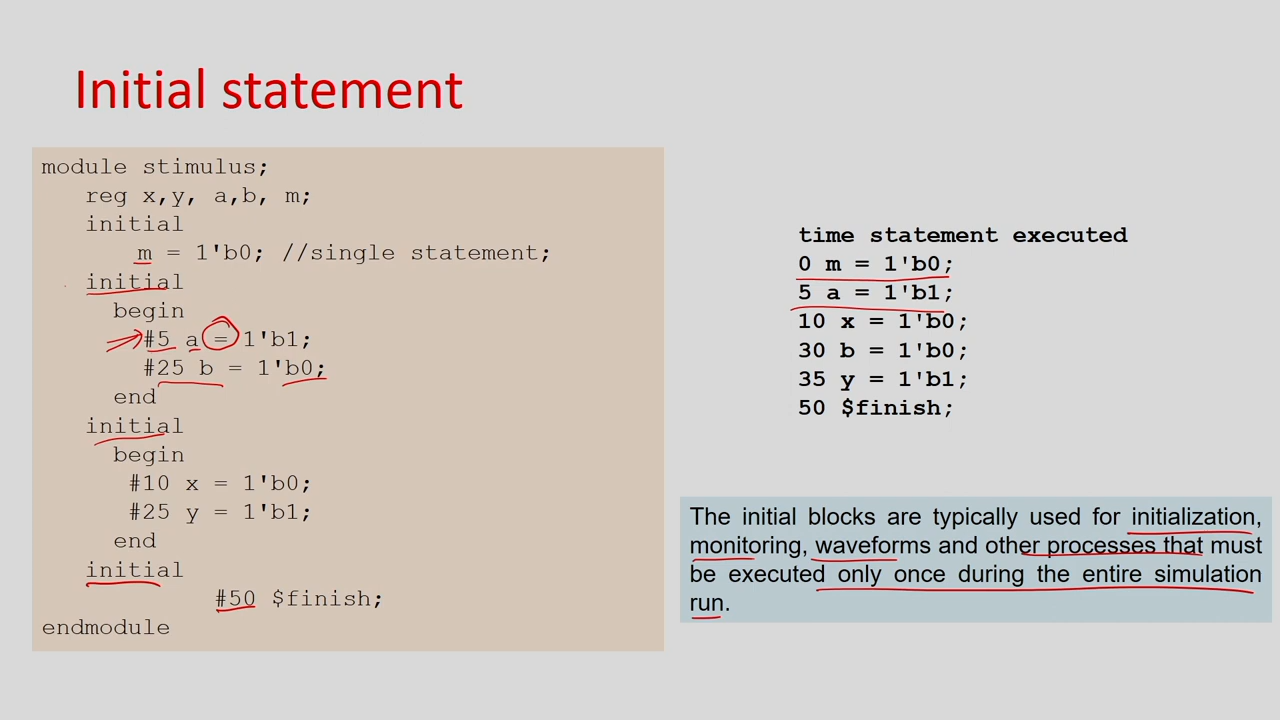 Initial statement
module stimulus;
reg x,y, a,b, m;
initial
m = 1'b0; //single statement;
initial
begin
#5 a = 1'b1;
#25 b = 1'b0;
end
initial
begin
#10 x = 1'b0;
#25 y = 1'b1;
end
initial
#50 $finish;
endmodule
time statement executed
0 m = 1'b0;
5 a = 1'b1;
10 x = 1'b0;
30 b = 1'b0;
35 y = 1'b1;
50 $finish;
The initial blocks are typically used for initialization,
monitoring, waveforms and other processes that must
be executed only once during the entire simulation
run.